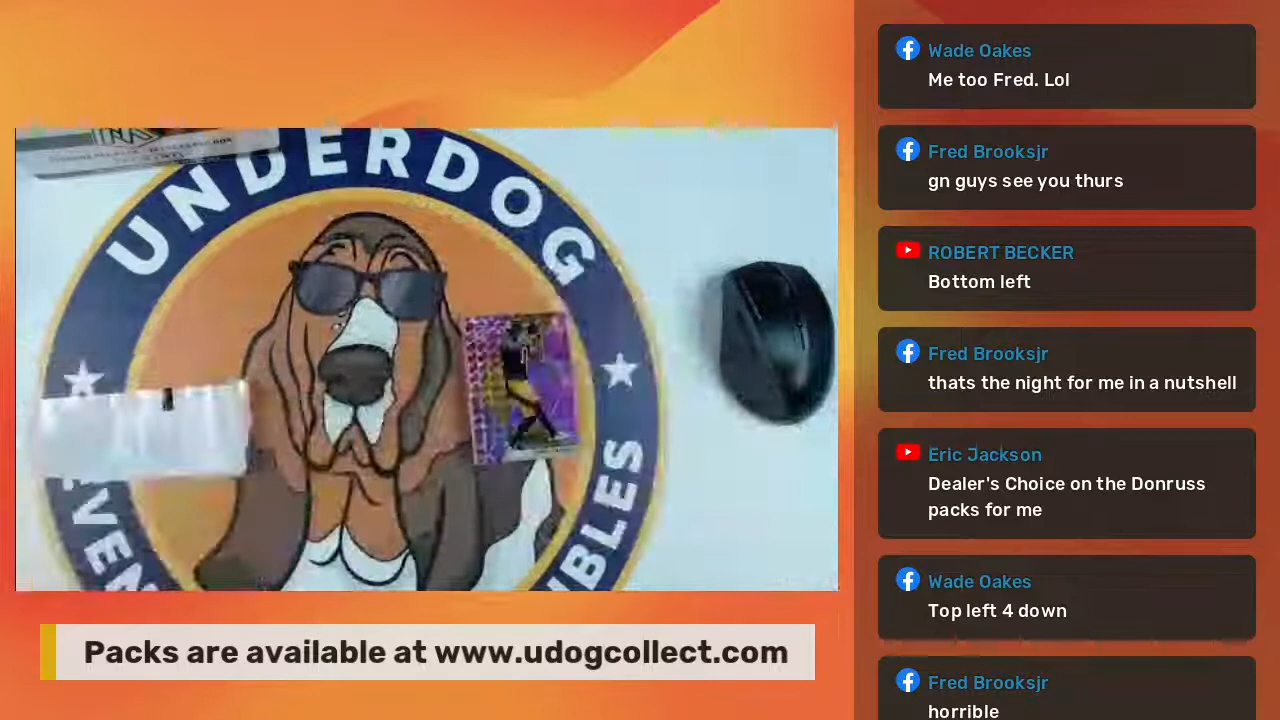 UNDERDOG
Packs are available at www.udogcollect.com
Wade Oakes
Me too Fred. Lol
Fred Brooksjr
gn guys see you thurs
ROBERT BECKER
Bottom left
Fred Brooksjr
thats the night for me in a nutshell
Eric Jackson
Dealer's Choice on the Donruss
packs for me
Wade Oakes
Top left 4 down
Fred Brooksjr
horrible